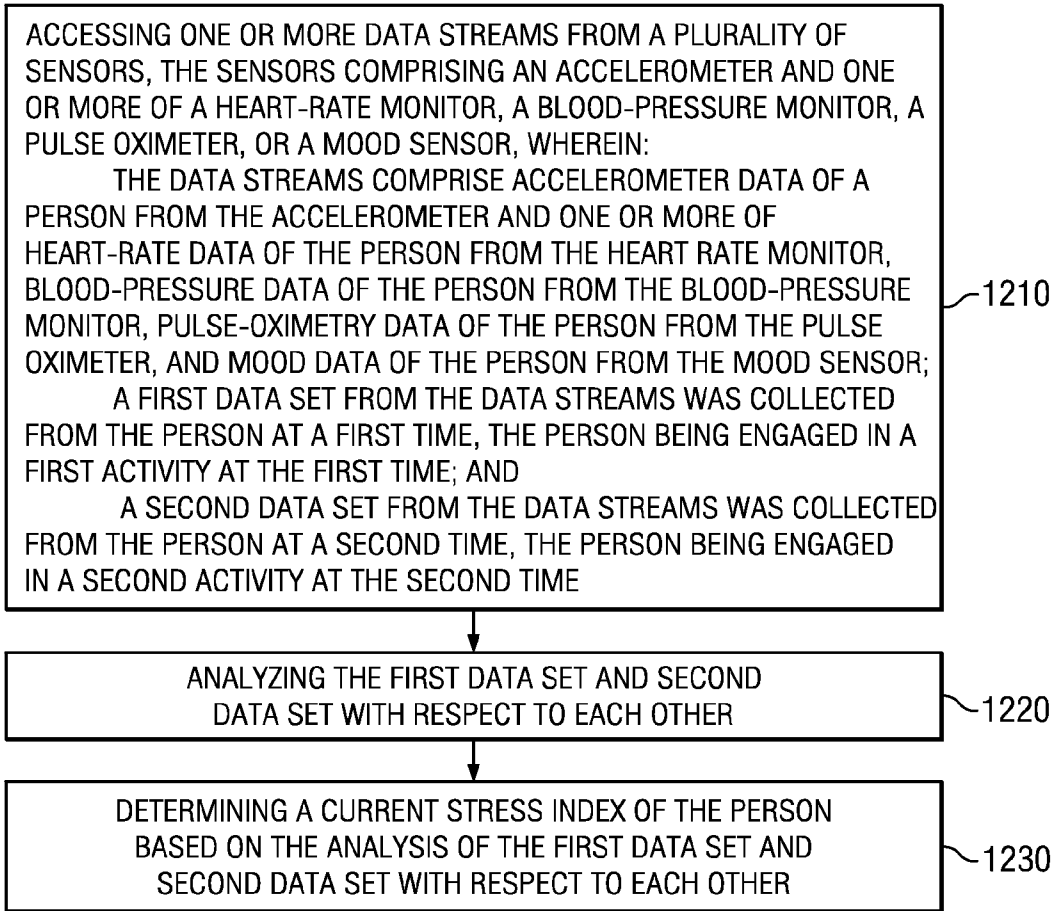 ACCESSING ONE OR MORE DATA STREAMS FROM A PLURALITY OF
SENSORS, THE SENSORS COMPRISING AN ACCELEROMETER AND ONE
OR MORE OF A HEART-RATE MONITOR, A BLOOD-PRESSURE MONITOR, A
PULSE OXIMETER, OR A MOOD SENSOR, WHEREIN:
THE DATA STREAMS COMPRISE ACCELEROMETER DATA OF A
PERSON FROM THE ACCELEROMETER AND ONE OR MORE OF
HEART-RATE DATA OF THE PERSON FROM THE HEART RATE MONITOR,
BLOOD-PRESSURE DATA OF THE PERSON FROM THE BLOOD-PRESSURE
MONITOR, PULSE-OXIMETRY DATA OF THE PERSON FROM THE PULSE
OXIMETER, AND MOOD DATA OF THE PERSON FROM THE MOOD SENSOR;
A FIRST DATA SET FROM THE DATA STREAMS WAS COLLECTED
FROM THE PERSON AT A FIRST TIME, THE PERSON BEING ENGAGED IN A
FIRST ACTIVITY AT THE FIRST TIME; AND
A SECOND DATA SET FROM THE DATA STREAMS WAS COLLECTED
FROM THE PERSON AT A SECOND TIME, THE PERSON BEING ENGAGED
IN A SECOND ACTIVITY AT THE SECOND TIME
1210
ANALYZING THE FIRST DATA SET AND SECOND
DATA SET WITH RESPECT TO EACH OTHER
1220
DETERMINING A CURRENT STRESS INDEX OF THE PERSON
BASED ON THE ANALYSIS OF THE FIRST DATA SET AND
SECOND DATA SET WITH RESPECT TO EACH OTHER
1230